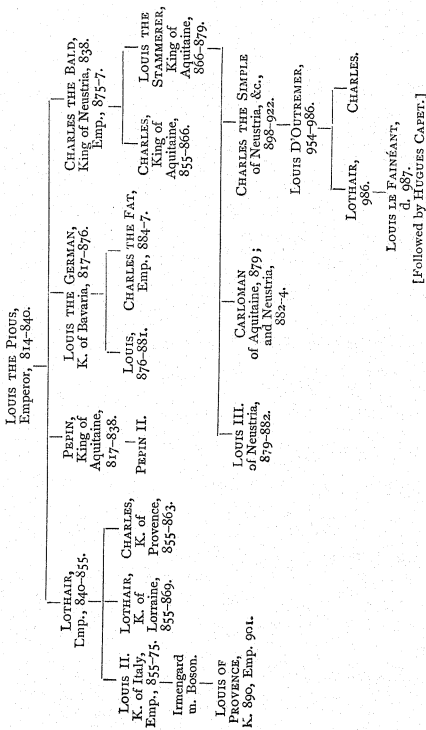 LOUIS THE PIOUS,
Emperor, 814–840.
LOTHAIR,
Emp., 840–855.
PEPIN,
King of
Aquitaine,
817–838.
LOUIS THE GERMAN,
K. of Bavaria, 817–876.
CHARLES THE BALD,
King of Neustria, 838.
Emp., 875–7.
LOUIS II.
K. of Italy,
Emp., 855–75.
LOTHAIR,
K. of
Lorraine,
855–869.
CHARLES,
K. of
Provence,
855–863.
PEPIN II.
LOUIS,
876–881.
CHARLES THE FAT,
Emp., 884–7.
CHARLES,
King of
Aquitaine,
855–866.
LOUIS THE
STAMMERER,
King of
Aquitaine,
866–879.
Irmengard
m. Boson.
LOUIS OF
PROVENCE,
K. 890, Emp. 901.
LOUIS III.
of Neustria,
879–882.
CARLOMAN
of Aquitaine, 879 ;
and Neustria,
882–4.
CHARLES THE SIMPLE
of Neustria, &c.,
898–922.
LOUIS D'OUTREMER,
954–986.
LOTHAIR,
986.
CHARLES.
LOUIS LE FAINÉANT,
d. 987.
[Followed by HUGUES CAPET.]